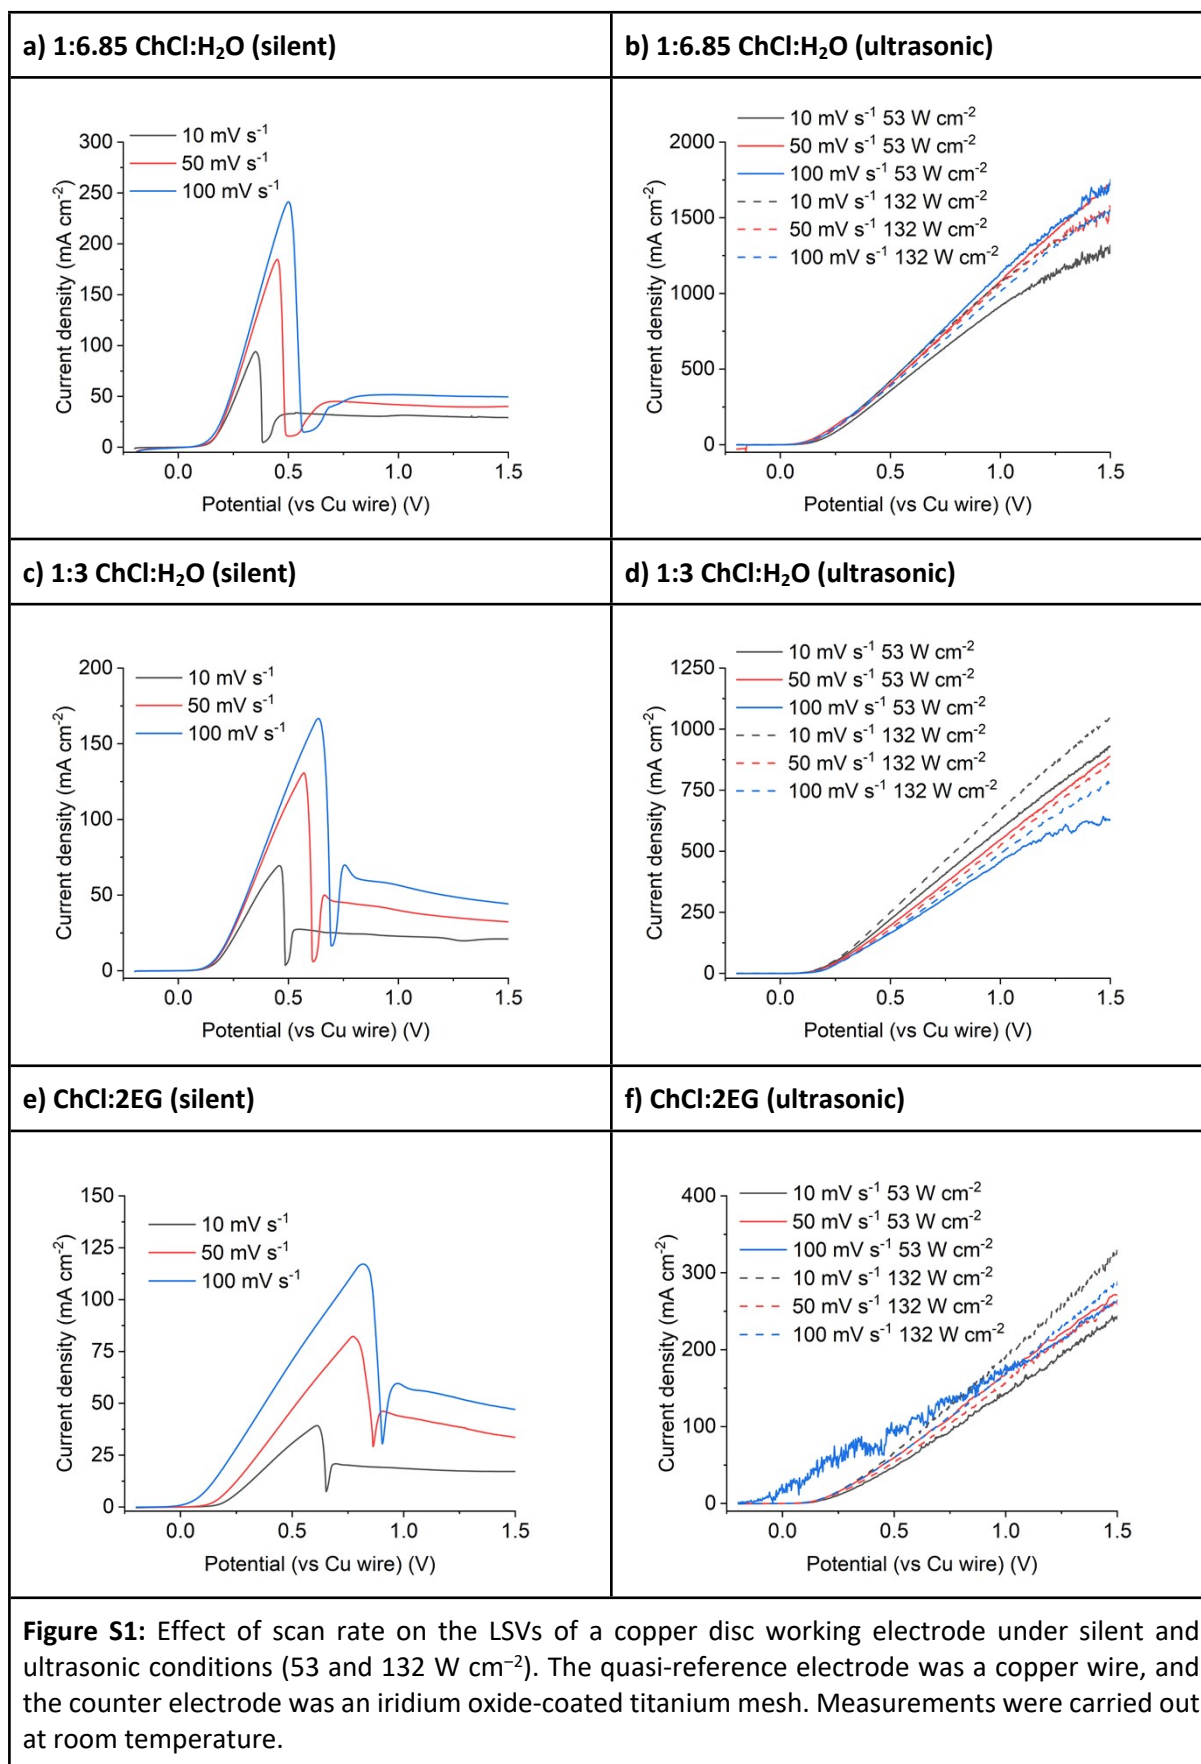 a) 1:6.85 ChCl:H₂O (silent)
b) 1:6.85 ChCl:H₂O (ultrasonic)
300
250
200
150
100
50
0
Current density (mA cm⁻²)
10 mV s⁻¹
50 mV s⁻¹
100 mV s⁻¹
0.0 0.5 1.0 1.5
Potential (vs Cu wire) (V)
2000
1500
1000
500
0
Current density (mA cm⁻²)
10 mV s⁻¹ 53 W cm⁻²
50 mV s⁻¹ 53 W cm⁻²
100 mV s⁻¹ 53 W cm⁻²
10 mV s⁻¹ 132 W cm⁻²
50 mV s⁻¹ 132 W cm⁻²
100 mV s⁻¹ 132 W cm⁻²
0.0 0.5 1.0 1.5
Potential (vs Cu wire) (V)
c) 1:3 ChCl:H₂O (silent)
d) 1:3 ChCl:H₂O (ultrasonic)
200
150
100
50
0
Current density (mA cm⁻²)
10 mV s⁻¹
50 mV s⁻¹
100 mV s⁻¹
0.0 0.5 1.0 1.5
Potential (vs Cu wire) (V)
1250
1000
750
500
250
0
Current density (mA cm⁻²)
10 mV s⁻¹ 53 W cm⁻²
50 mV s⁻¹ 53 W cm⁻²
100 mV s⁻¹ 53 W cm⁻²
10 mV s⁻¹ 132 W cm⁻²
50 mV s⁻¹ 132 W cm⁻²
100 mV s⁻¹ 132 W cm⁻²
0.0 0.5 1.0 1.5
Potential (vs Cu wire) (V)
e) ChCl:2EG (silent)
f) ChCl:2EG (ultrasonic)
150
125
100
75
50
25
0
Current density (mA cm⁻²)
10 mV s⁻¹
50 mV s⁻¹
100 mV s⁻¹
0.0 0.5 1.0 1.5
Potential (vs Cu wire) (V)
400
300
200
100
0
Current density (mA cm⁻²)
10 mV s⁻¹ 53 W cm⁻²
50 mV s⁻¹ 53 W cm⁻²
100 mV s⁻¹ 53 W cm⁻²
10 mV s⁻¹ 132 W cm⁻²
50 mV s⁻¹ 132 W cm⁻²
100 mV s⁻¹ 132 W cm⁻²
0.0 0.5 1.0 1.5
Potential (vs Cu wire) (V)
Figure S1: Effect of scan rate on the LSVs of a copper disc working electrode under silent and
ultrasonic conditions (53 and 132 W cm⁻²). The quasi-reference electrode was a copper wire, and
the counter electrode was an iridium oxide-coated titanium mesh. Measurements were carried out
at room temperature.